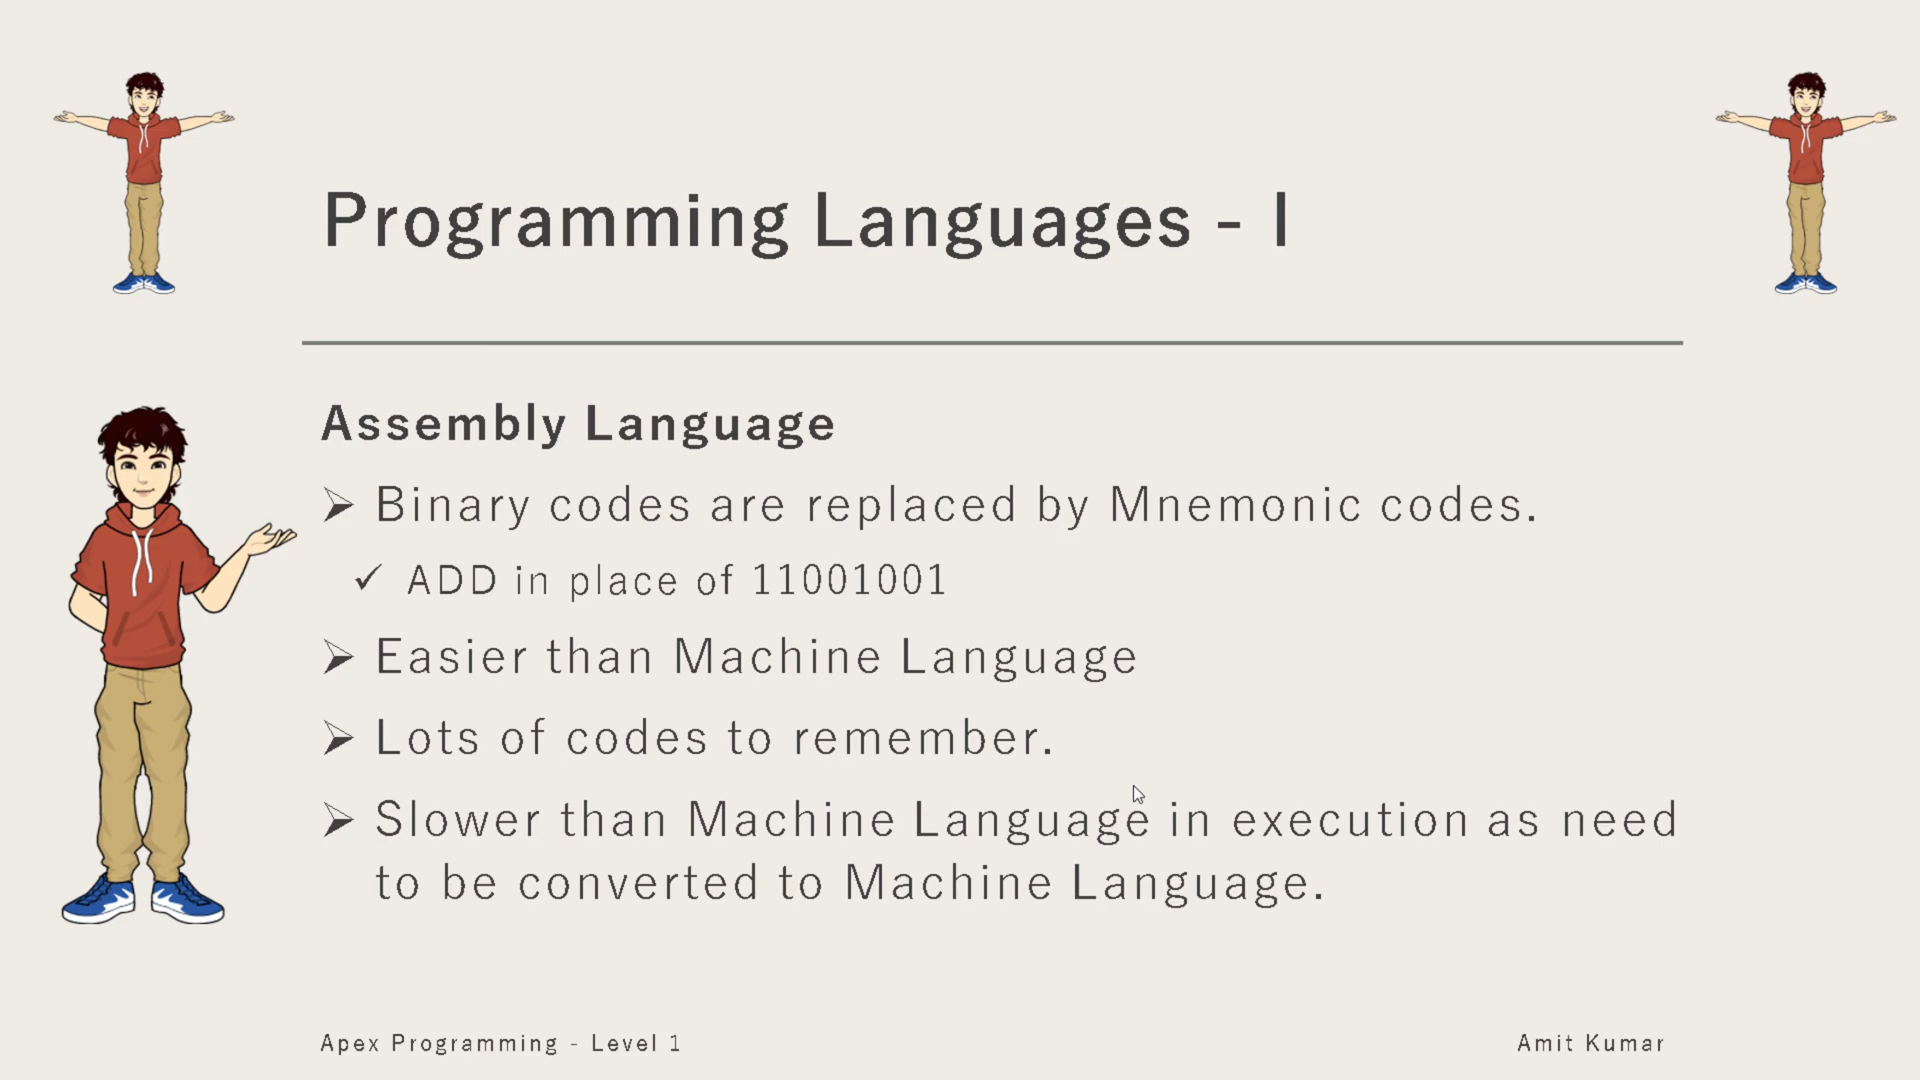 Programming Languages - I
Assembly Language
➢ Binary codes are replaced by Mnemonic codes.
✓ ADD in place of 11001001
➢ Easier than Machine Language
➢ Lots of codes to remember.
➢ Slower than Machine Language in execution as need
to be converted to Machine Language.
Apex Programming - Level 1
Amit Kumar